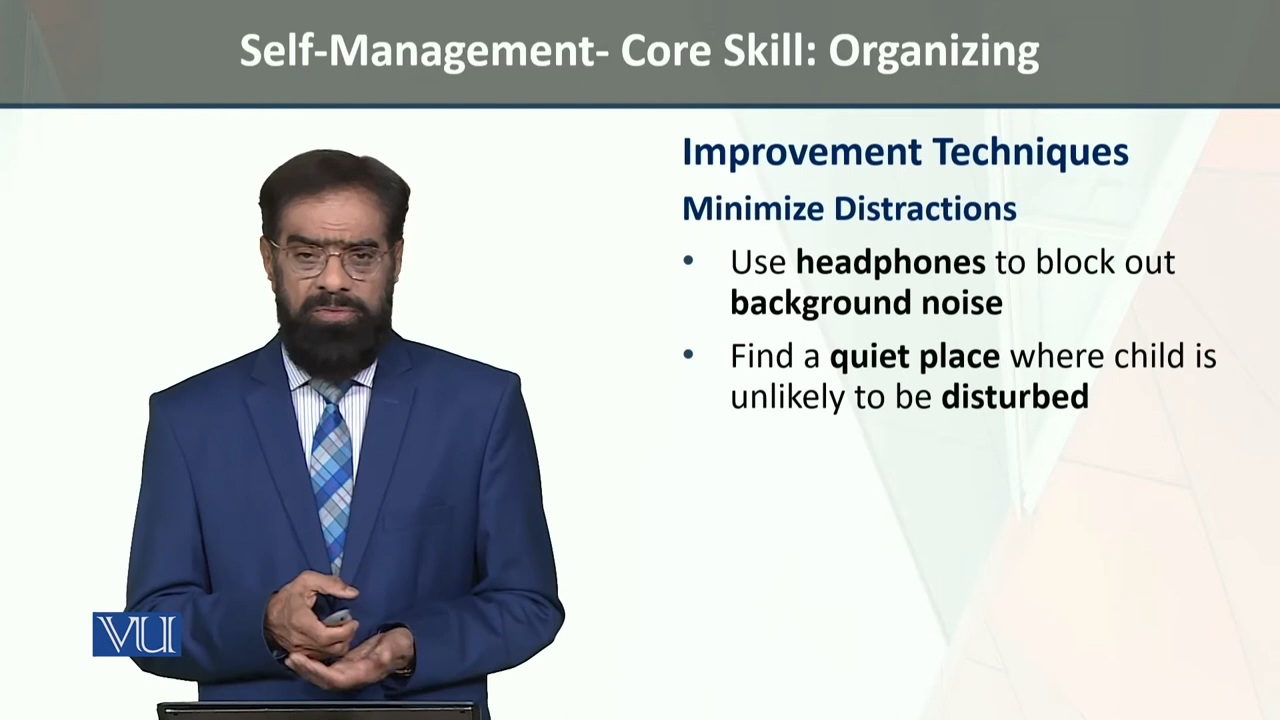 Self-Management- Core Skill: Organizing
Improvement Techniques
Minimize Distractions
• Use headphones to block out
background noise
• Find a quiet place where child is
unlikely to be disturbed
VU